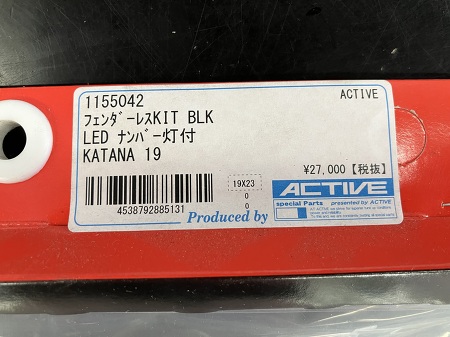 1155042
ACTIVE
ﾌｪﾝﾀﾞｰﾚｽKIT BLK
LED ﾅﾝﾊﾞｰ灯付
KATANA 19
¥27,000【税抜】
19X23
0
0
4538792885131
Produced by
ACTIVE
special Parts presented by ACTIVE